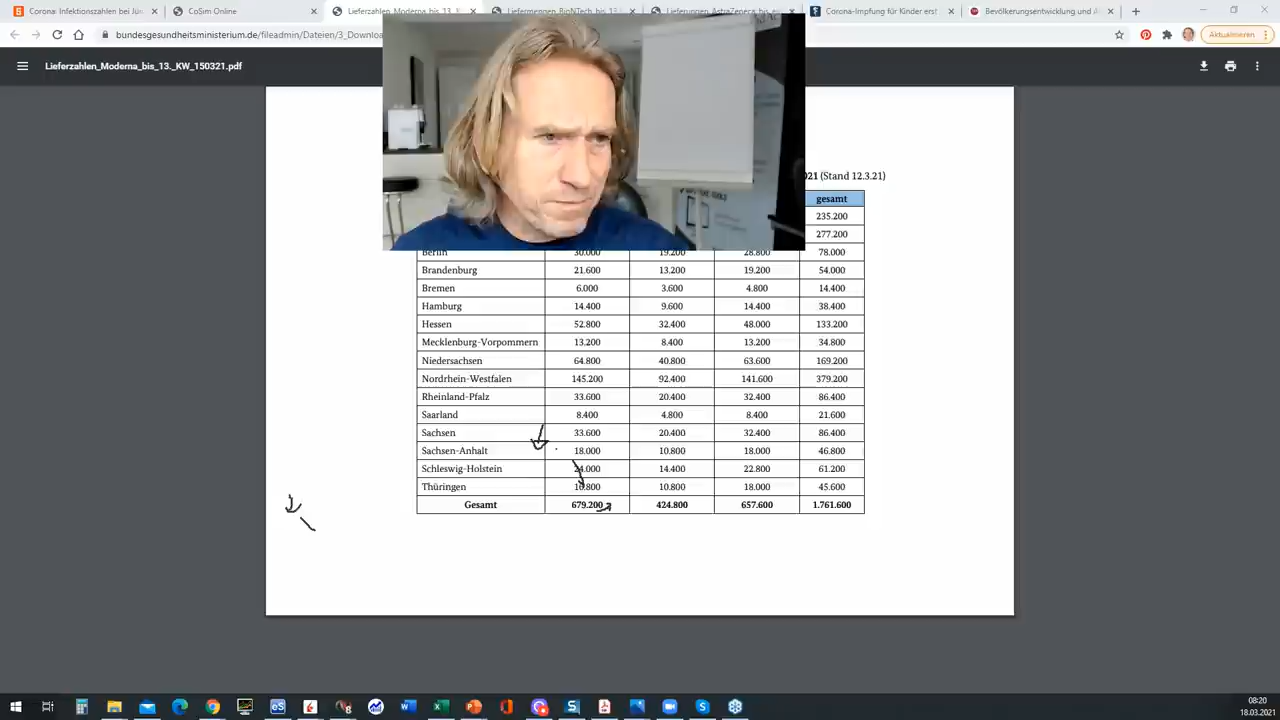 Corona: Infektionszahlen bei Jü
CoSim Online
Lieferzahlen_Moderna_bis_13._K
Liefermengen_BioNTech_bis_13
Lieferungen_AstraZeneca_bis_e
Corona-Impfung für Kinder erst
Bevölkerungsentwicklung und A
bundesgesundheitsministerium.de/fileadmin/Dateien/3_Downloa
Aktualisieren
Lieferzahlen_Moderna_bis_13._KW_150321.pdf
021 (Stand 12.3.21)
gesamt
235.200
277.200
Berlin 30.000 19.200 28.800 78.000
Brandenburg 21.600 13.200 19.200 54.000
Bremen 6.000 3.600 4.800 14.400
Hamburg 14.400 9.600 14.400 38.400
Hessen 52.800 32.400 48.000 133.200
Mecklenburg-Vorpommern 13.200 8.400 13.200 34.800
Niedersachsen 64.800 40.800 63.600 169.200
Nordrhein-Westfalen 145.200 92.400 141.600 379.200
Rheinland-Pfalz 33.600 20.400 32.400 86.400
Saarland 8.400 4.800 8.400 21.600
Sachsen 33.600 20.400 32.400 86.400
Sachsen-Anhalt 18.000 10.800 18.000 46.800
Schleswig-Holstein 24.000 14.400 22.800 61.200
Thüringen 16.800 10.800 18.000 45.600
Gesamt 679.200 424.800 657.600 1.761.600
08:20
18.03.2021